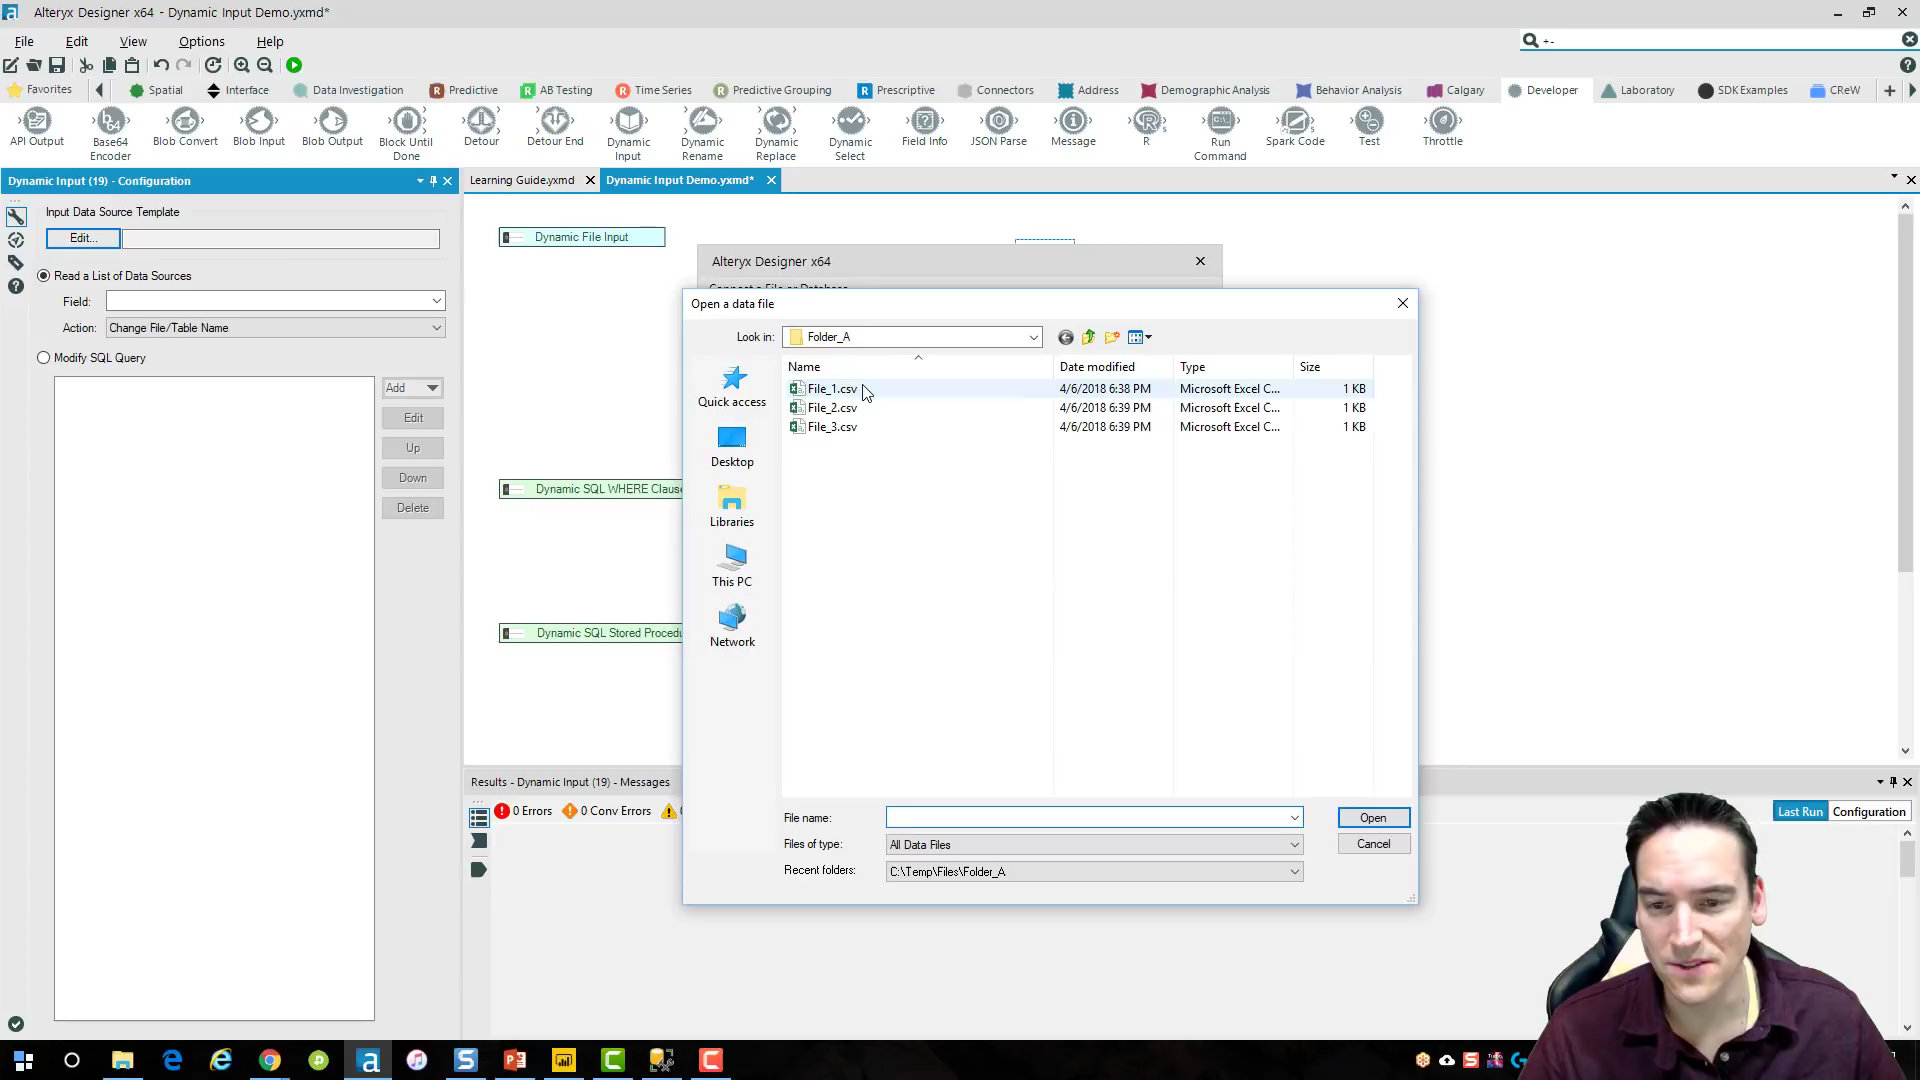 Alteryx Designer x64 - Dynamic Input Demo.yxmd*
File Edit View Options Help
+-
Favorites Spatial Interface Data Investigation Predictive AB Testing Time Series Predictive Grouping Prescriptive Connectors Address Demographic Analysis Behavior Analysis Calgary Developer Laboratory SDK Examples CReW
API Output Base64 Encoder Blob Convert Blob Input Blob Output Block Until Done Detour Detour End Dynamic Input Dynamic Rename Dynamic Replace Dynamic Select Field Info JSON Parse Message R Run Command Spark Code Test Throttle
Dynamic Input (19) - Configuration
Learning Guide.yxmd
Dynamic Input Demo.yxmd*
Input Data Source Template
Edit...
Read a List of Data Sources
Field:
Action: Change File/Table Name
Modify SQL Query
Add
Edit
Up
Down
Delete
Dynamic File Input
Dynamic SQL WHERE Clause
Dynamic SQL Stored Procedu
Alteryx Designer x64
Connect a File or Database
Open a data file
Look in: Folder_A
Name Date modified Type Size
File_1.csv 4/6/2018 6:38 PM Microsoft Excel C... 1 KB
File_2.csv 4/6/2018 6:39 PM Microsoft Excel C... 1 KB
File_3.csv 4/6/2018 6:39 PM Microsoft Excel C... 1 KB
Quick access
Desktop
Libraries
This PC
Network
File name: Open
Files of type: All Data Files Cancel
Recent folders: C:\Temp\Files\Folder_A
Results - Dynamic Input (19) - Messages
0 Errors 0 Conv Errors
Last Run Configuration